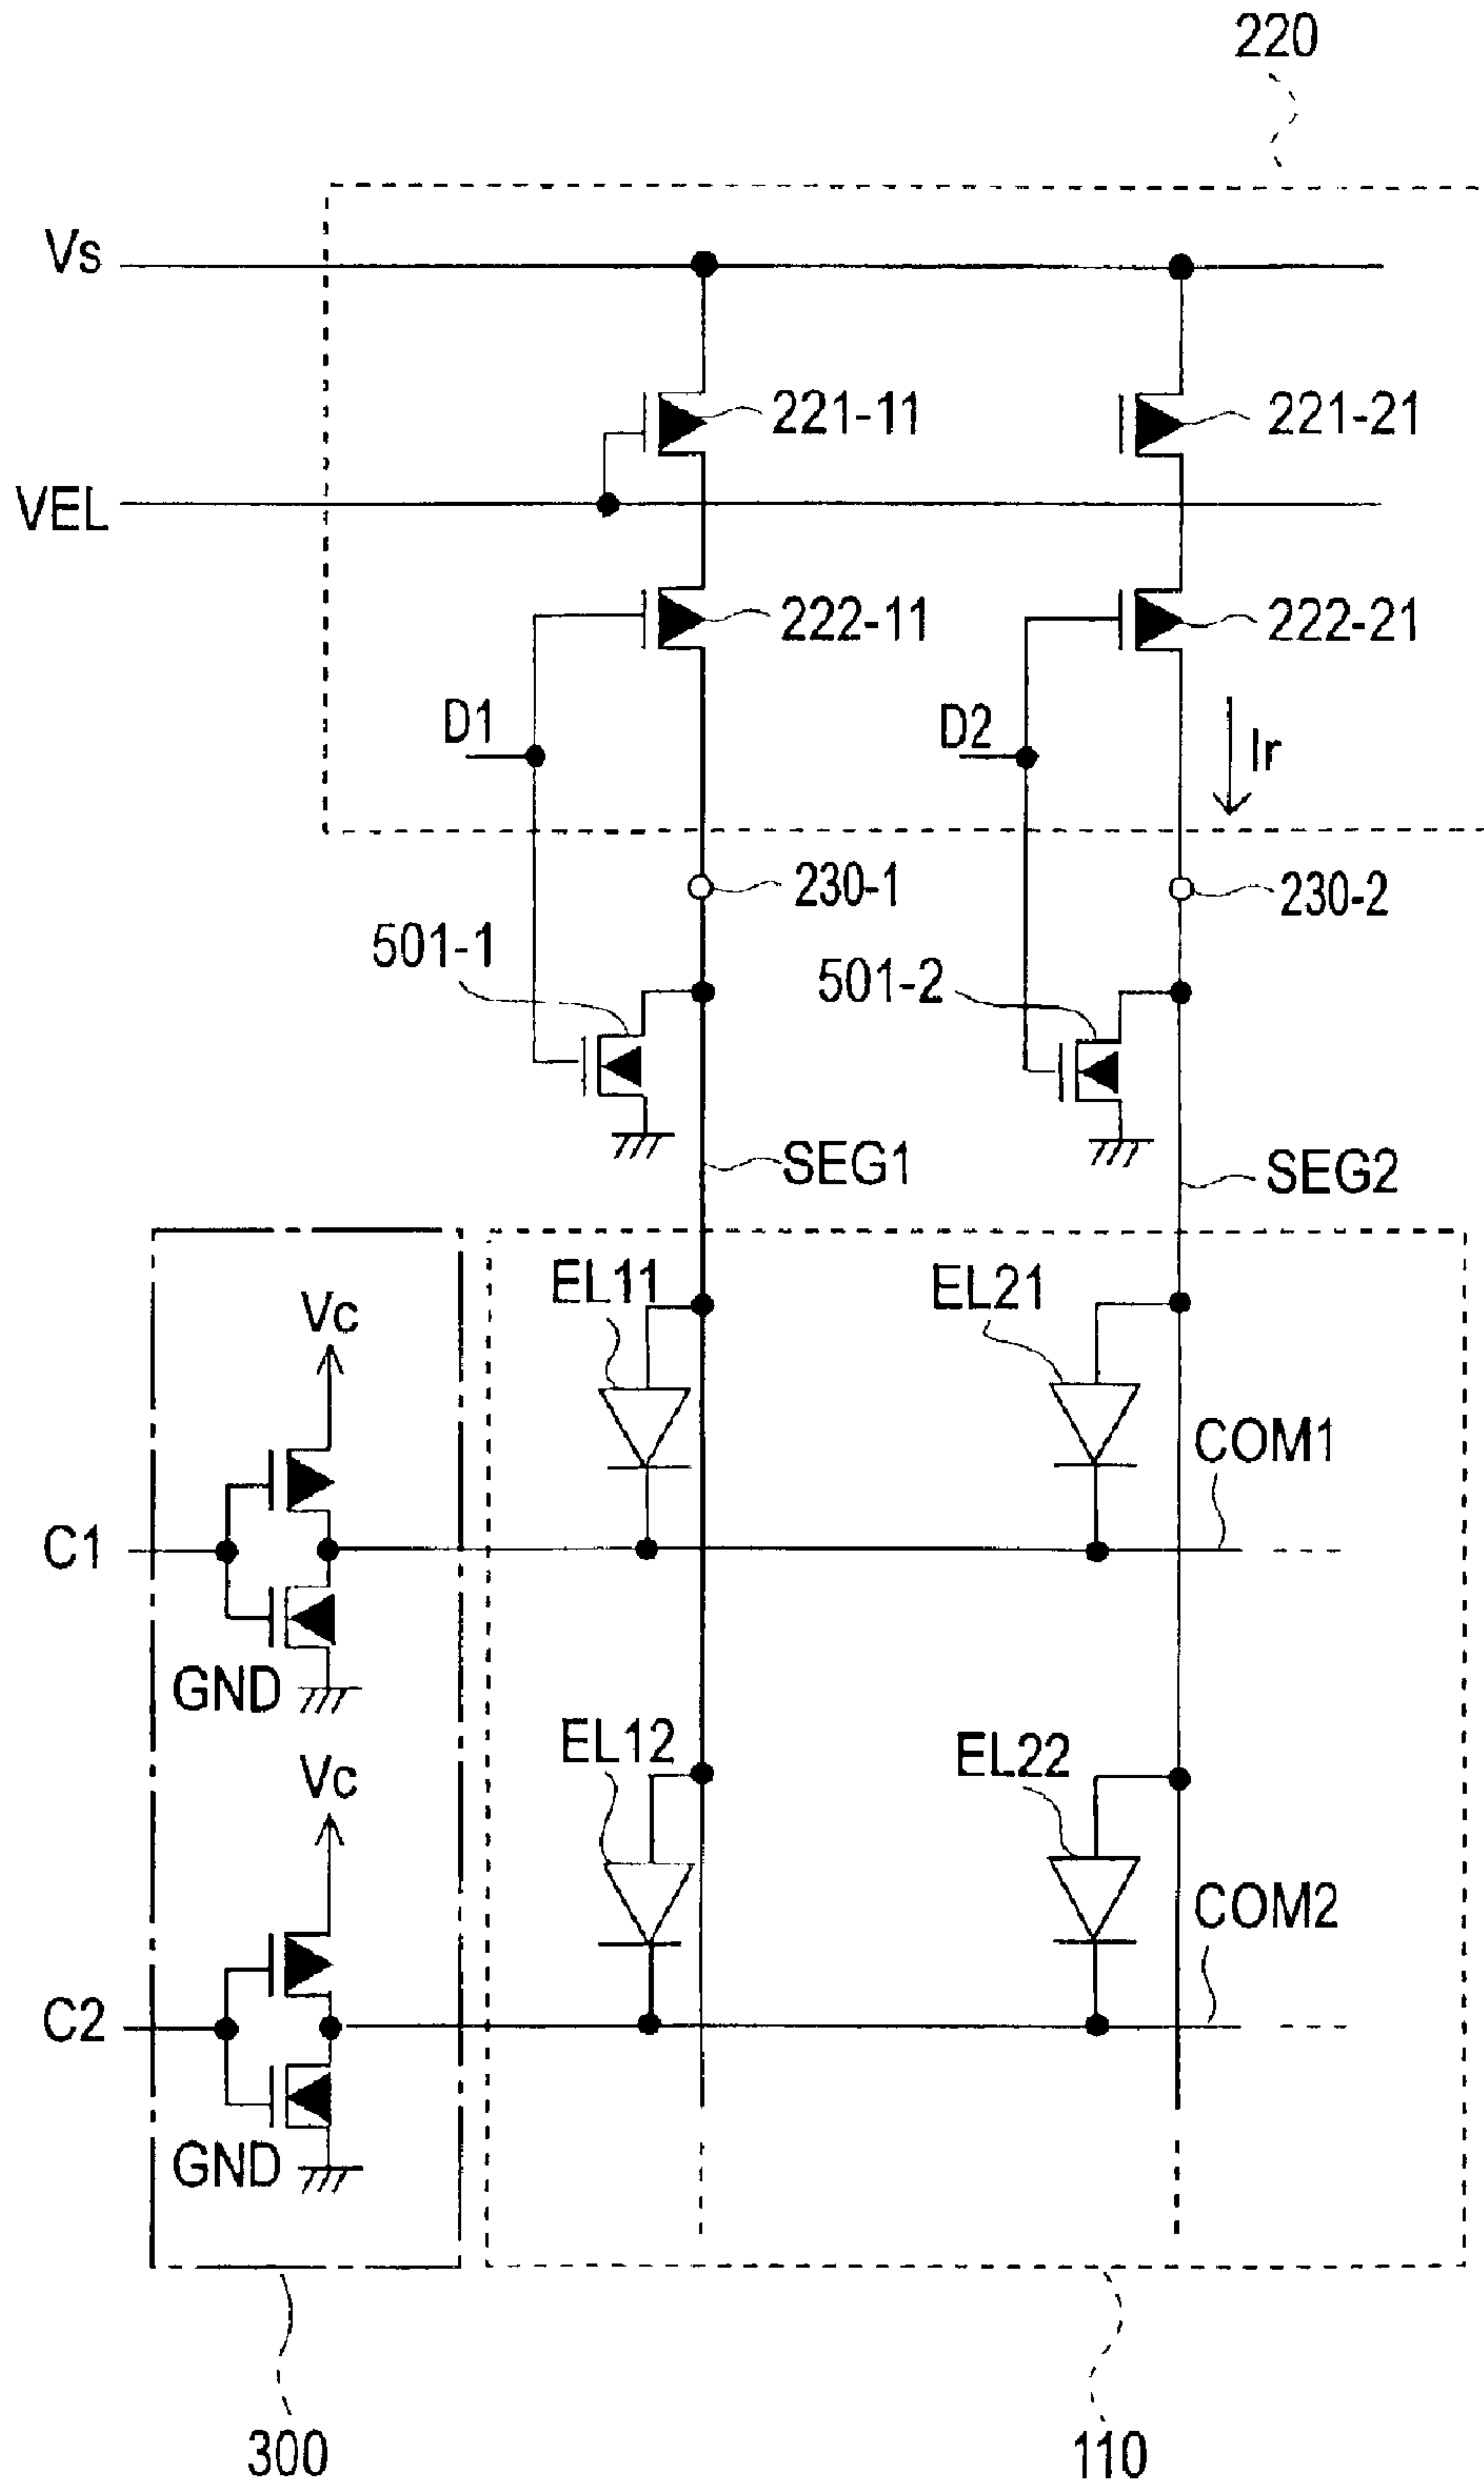 220
Vs
221-11
221-21
VEL
222-11
222-21
D1
D2
Ir
230-1
230-2
501-1
501-2
SEG1
SEG2
EL11
EL21
Vc
COM1
C1
GND
EL12
EL22
Vc
COM2
C2
GND
300
110